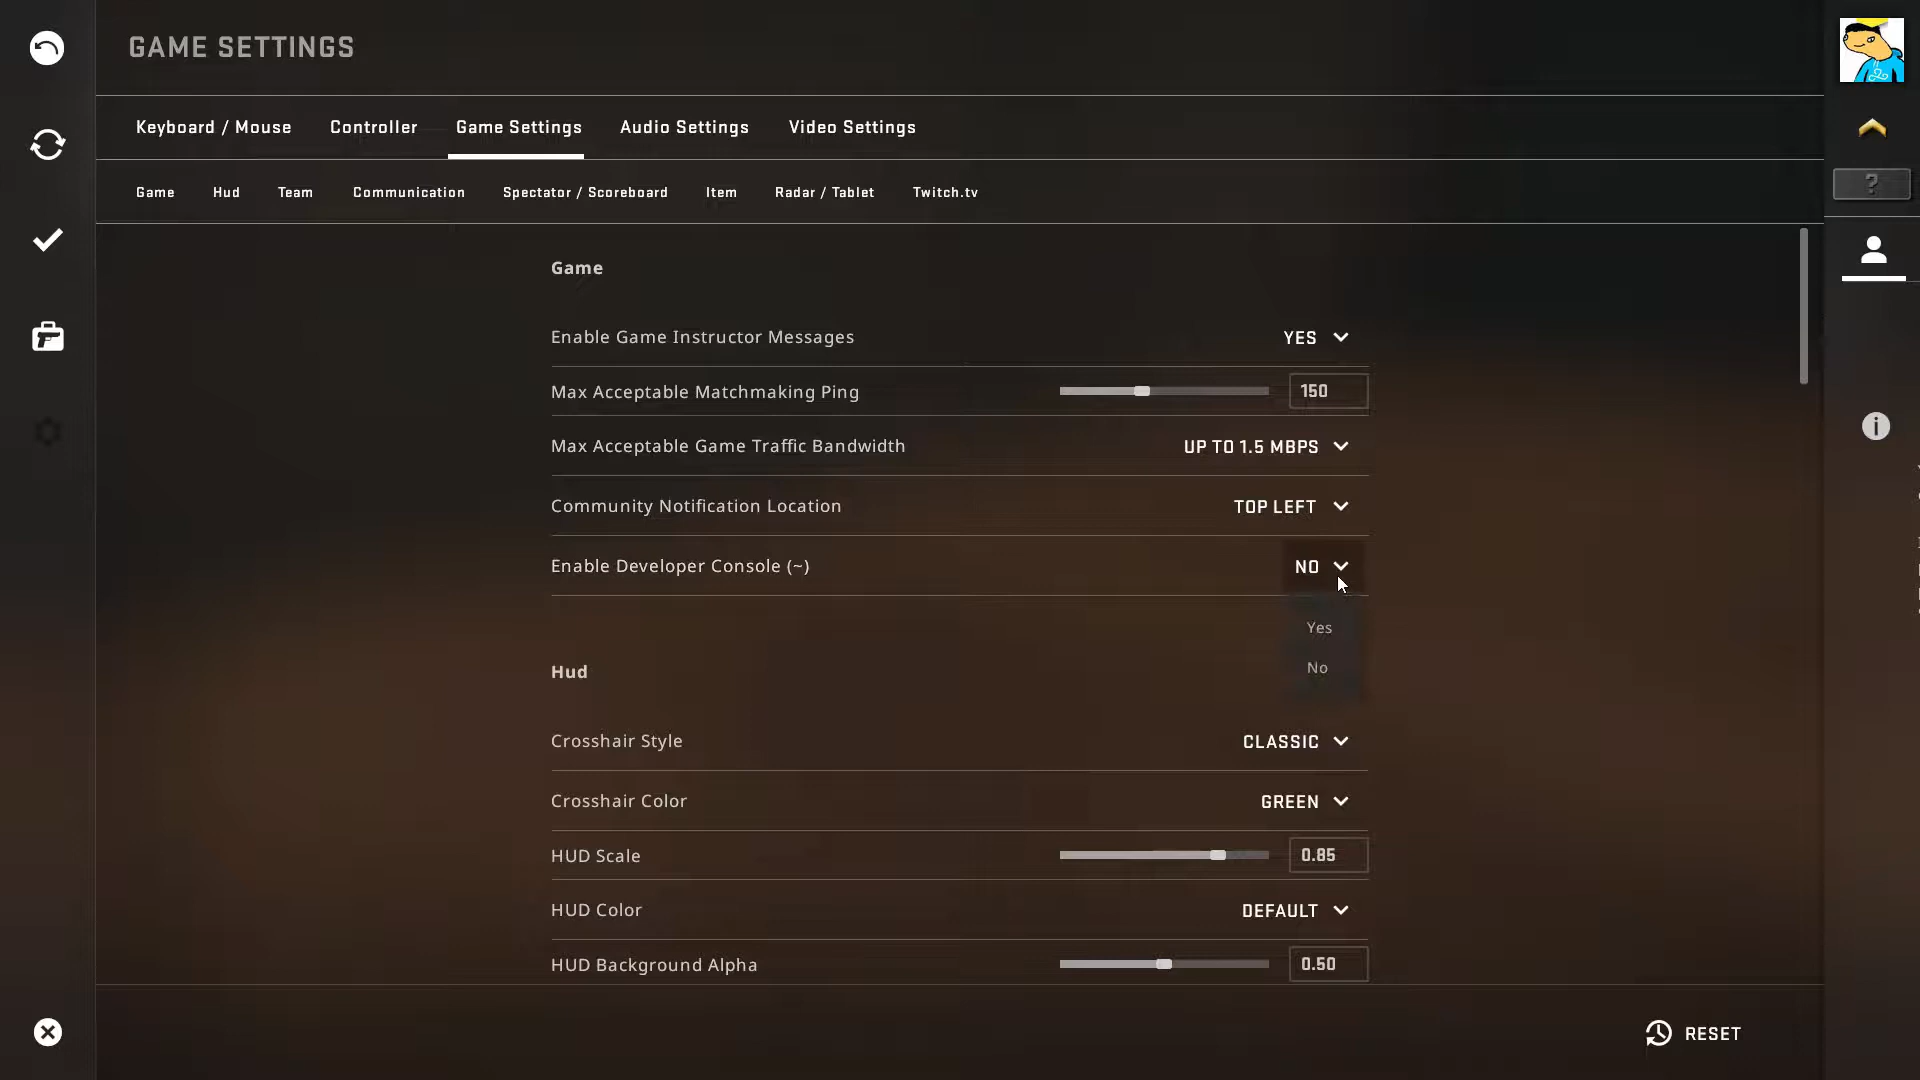 GAME SETTINGS
Keyboard / Mouse Controller Game Settings Audio Settings Video Settings
?
Game Hud Team Communication Spectator / Scoreboard Item Radar / Tablet Twitch.tv
Game
Enable Game Instructor Messages YES
Max Acceptable Matchmaking Ping 150
Max Acceptable Game Traffic Bandwidth UP TO 1.5 MBPS
Community Notification Location TOP LEFT
Enable Developer Console (~) NO
Yes
No
Hud
Crosshair Style CLASSIC
Crosshair Color GREEN
HUD Scale 0.85
HUD Color DEFAULT
HUD Background Alpha 0.50
RESET